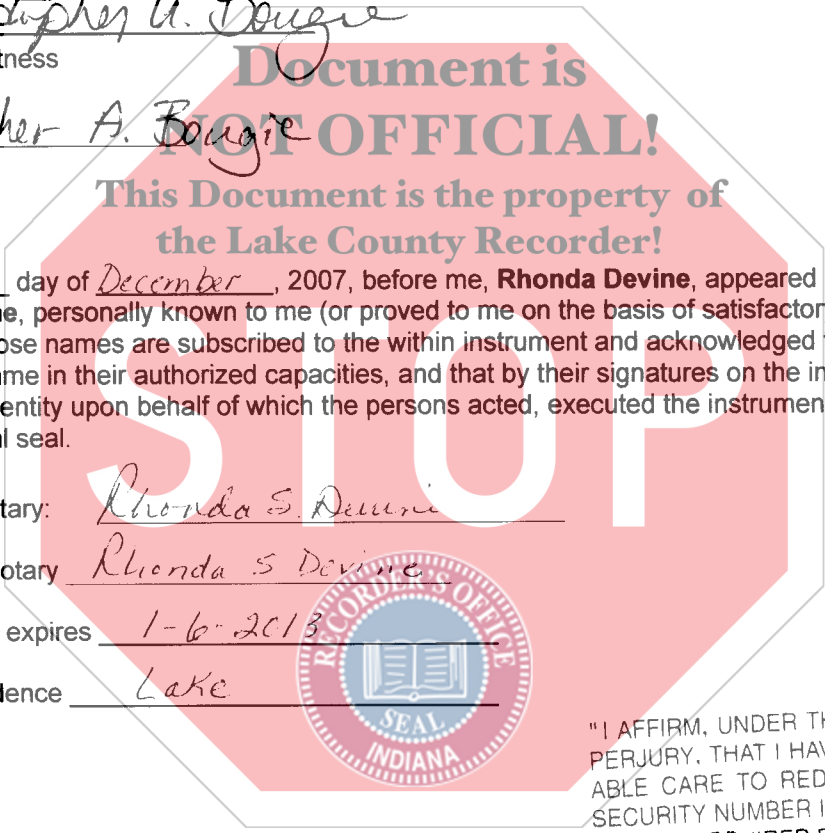 topher A. Bougie
tness
Document is
her A. Bougie
NOT OFFICIAL!
This Document is the property of
the Lake County Recorder!
day of December, 2007, before me, Rhonda Devine, appeared
e, personally known to me (or proved to me on the basis of satisfactor
ose names are subscribed to the within instrument and acknowledged
me in their authorized capacities, and that by their signatures on the in
entity upon behalf of which the persons acted, executed the instrumen
l seal.
STOP
tary: Rhonda S. Devine
otary Rhonda S Devine
expires 1-6-2013
dence Lake
RECORDER'S OFFICE
SEAL
INDIANA
"I AFFIRM, UNDER TH
PERJURY, THAT I HAV
ABLE CARE TO RED
SECURITY NUMBER I